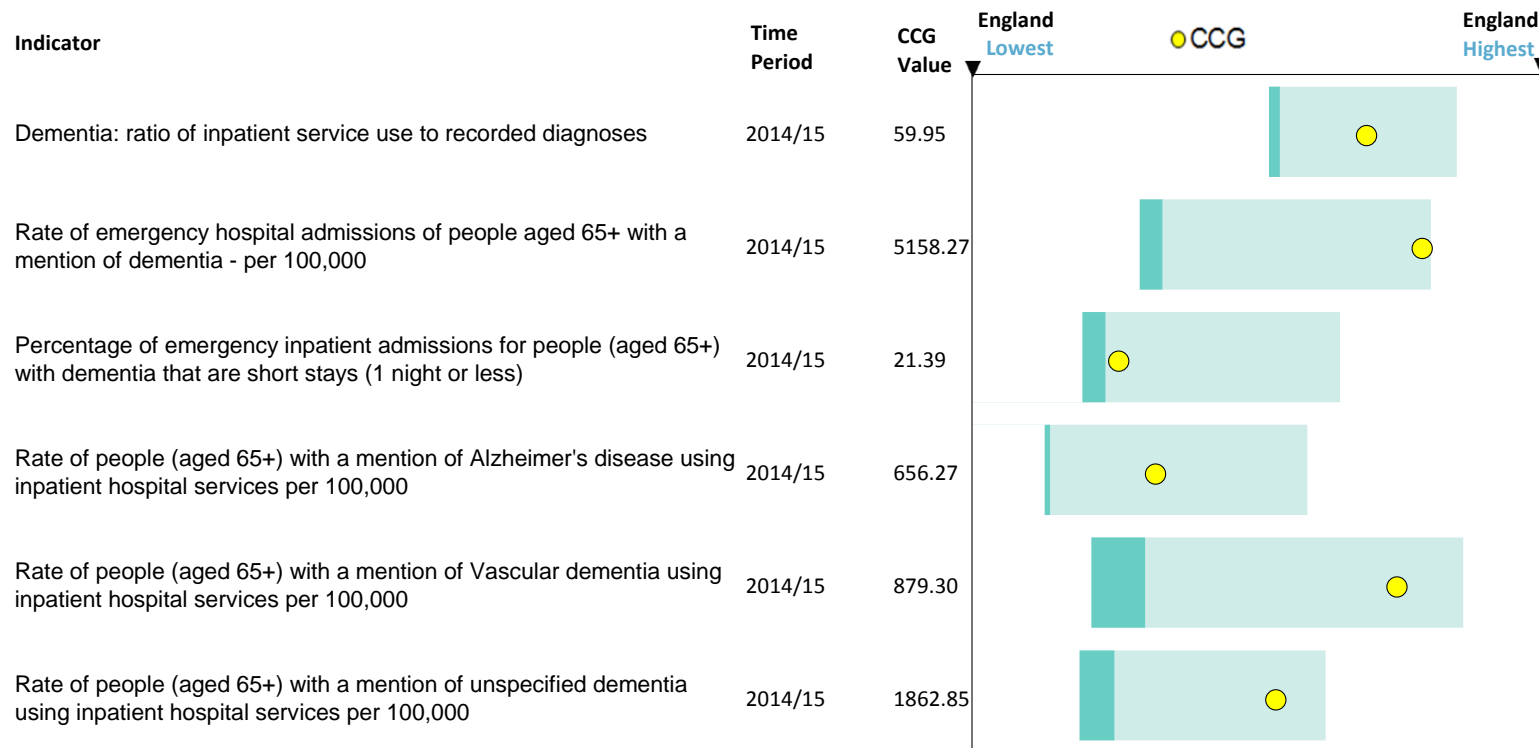 Indicator
Time
Period
CCG
Value
England
Lowest
CCG
England
Highest
Dementia: ratio of inpatient service use to recorded diagnoses
2014/15
59.95
Rate of emergency hospital admissions of people aged 65+ with a
mention of dementia - per 100,000
2014/15
5158.27
Percentage of emergency inpatient admissions for people (aged 65+)
with dementia that are short stays (1 night or less)
2014/15
21.39
Rate of people (aged 65+) with a mention of Alzheimer's disease using
inpatient hospital services per 100,000
2014/15
656.27
Rate of people (aged 65+) with a mention of Vascular dementia using
inpatient hospital services per 100,000
2014/15
879.30
Rate of people (aged 65+) with a mention of unspecified dementia
using inpatient hospital services per 100,000
2014/15
1862.85